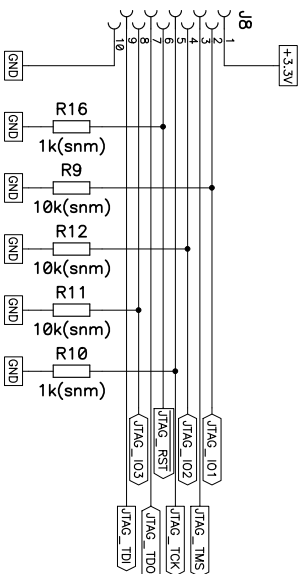 J8
+3.3V
1
2
3
4
5
6
7
8
9
10
GND
R16
1k(snm)
GND
R9
10k(snm)
GND
R12
10k(snm)
GND
R11
10k(snm)
GND
R10
1k(snm)
GND
JTAG_IO1
JTAG_TMS
JTAG_IO2
JTAG_TCK
JTAG_RST
JTAG_TDO
JTAG_IO3
JTAG_TDI